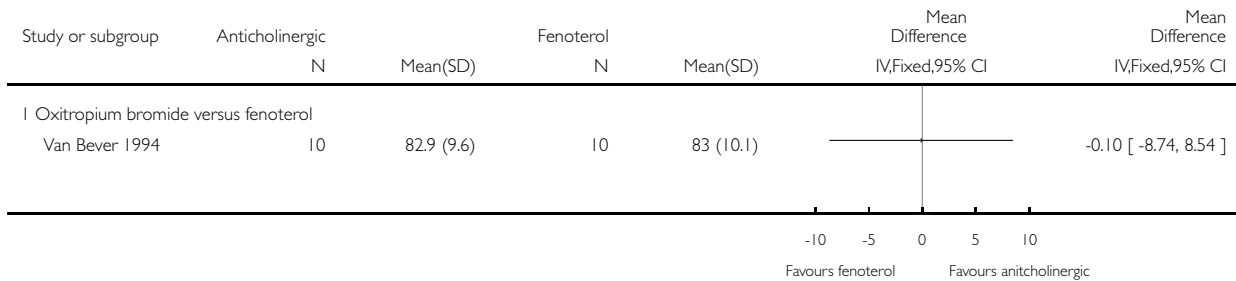 Study or subgroup Anticholinergic Fenoterol Mean Difference Mean Difference
N Mean(SD) N Mean(SD) IV,Fixed,95% CI IV,Fixed,95% CI
1 Oxitropium bromide versus fenoterol
Van Bever 1994 10 82.9 (9.6) 10 83 (10.1) -0.10 [ -8.74, 8.54 ]
-10 -5 0 5 10
Favours fenoterol Favours anitcholinergic